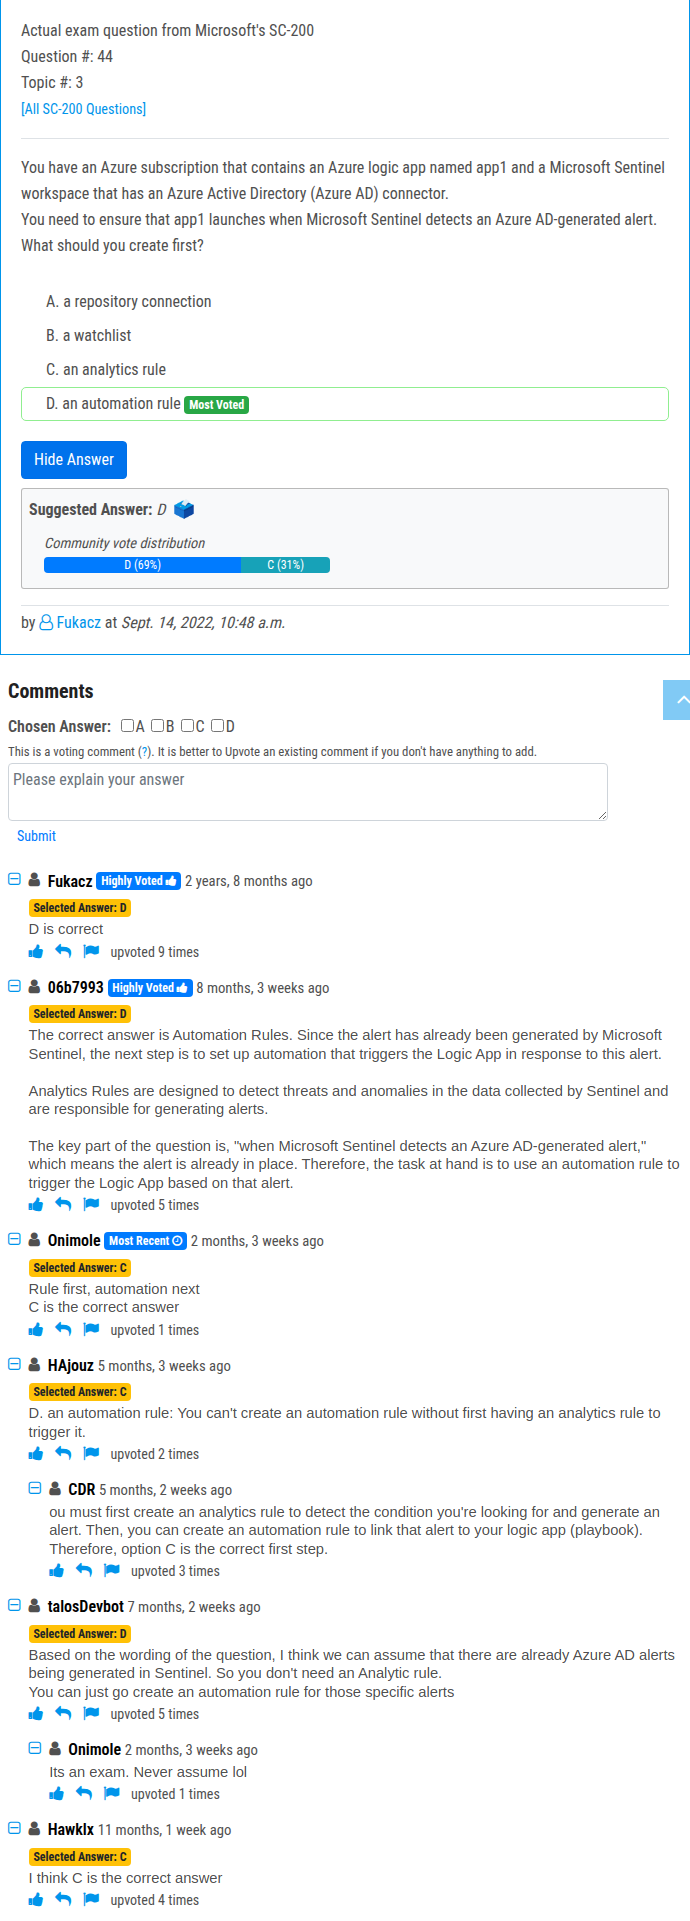 Actual exam question from Microsoft's SC-200
Question #: 44
Topic #: 3
[All SC-200 Questions]
You have an Azure subscription that contains an Azure logic app named app1 and a Microsoft Sentinel
workspace that has an Azure Active Directory (Azure AD) connector.
You need to ensure that app1 launches when Microsoft Sentinel detects an Azure AD-generated alert.
What should you create first?
A. a repository connection
B. a watchlist
C. an analytics rule
D. an automation rule Most Voted
Hide Answer
Suggested Answer: D
Community vote distribution
D (69%) C (31%)
by Fukacz at Sept. 14, 2022, 10:48 a.m.
Comments
Chosen Answer: A B C D
This is a voting comment (?). It is better to Upvote an existing comment if you don't have anything to add.
Please explain your answer
Submit
Fukacz Highly Voted 2 years, 8 months ago
Selected Answer: D
D is correct
upvoted 9 times
06b7993 Highly Voted 8 months, 3 weeks ago
Selected Answer: D
The correct answer is Automation Rules. Since the alert has already been generated by Microsoft
Sentinel, the next step is to set up automation that triggers the Logic App in response to this alert.
Analytics Rules are designed to detect threats and anomalies in the data collected by Sentinel and
are responsible for generating alerts.
The key part of the question is, "when Microsoft Sentinel detects an Azure AD-generated alert,"
which means the alert is already in place. Therefore, the task at hand is to use an automation rule to
trigger the Logic App based on that alert.
upvoted 5 times
Onimole Most Recent 2 months, 3 weeks ago
Selected Answer: C
Rule first, automation next
C is the correct answer
upvoted 1 times
HAjouz 5 months, 3 weeks ago
Selected Answer: C
D. an automation rule: You can't create an automation rule without first having an analytics rule to
trigger it.
upvoted 2 times
CDR 5 months, 2 weeks ago
ou must first create an analytics rule to detect the condition you're looking for and generate an
alert. Then, you can create an automation rule to link that alert to your logic app (playbook).
Therefore, option C is the correct first step.
upvoted 3 times
talosDevbot 7 months, 2 weeks ago
Selected Answer: D
Based on the wording of the question, I think we can assume that there are already Azure AD alerts
being generated in Sentinel. So you don't need an Analytic rule.
You can just go create an automation rule for those specific alerts
upvoted 5 times
Onimole 2 months, 3 weeks ago
Its an exam. Never assume lol
upvoted 1 times
Hawklx 11 months, 1 week ago
Selected Answer: C
I think C is the correct answer
upvoted 4 times